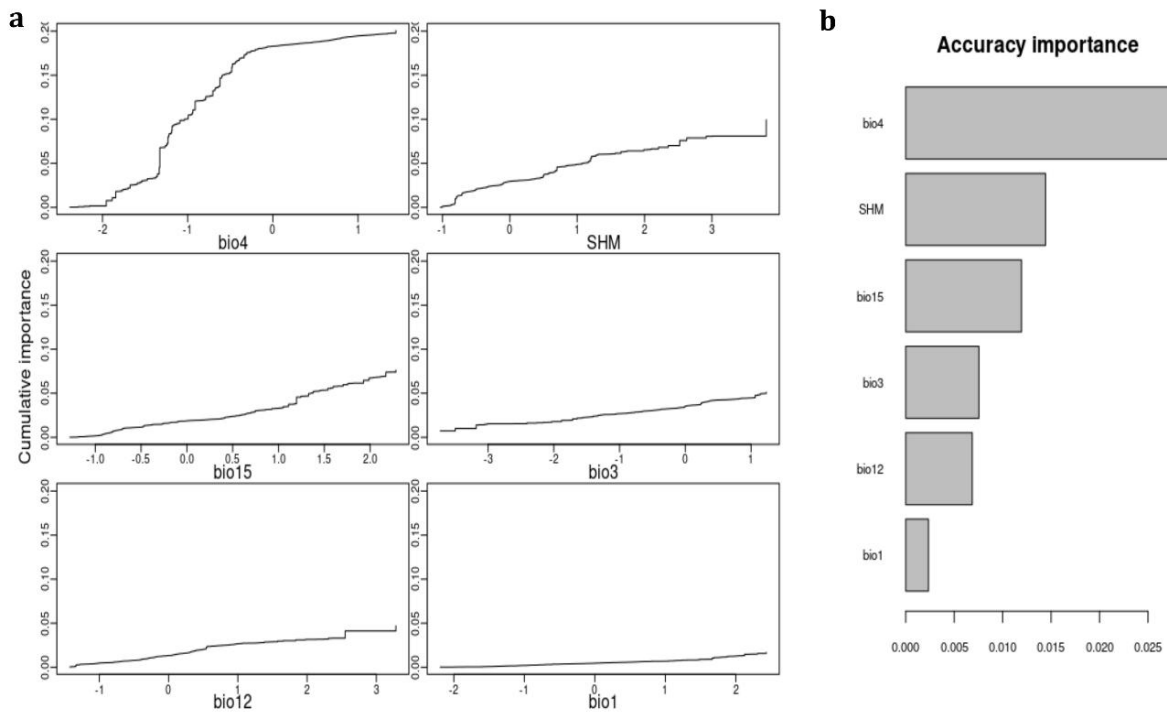 a
0.00 0.05 0.10 0.15 0.20
-2 -1 0 1
bio4
0.00 0.05 0.10 0.15 0.20
-1 0 1 2 3
SHM
Cumulative importance
0.00 0.05 0.10 0.15 0.20
-1.0 -0.5 0.0 0.5 1.0 1.5 2.0
bio15
0.00 0.05 0.10 0.15 0.20
-3 -2 -1 0 1
bio3
0.00 0.05 0.10 0.15 0.20
-1 0 1 2 3
bio12
0.00 0.05 0.10 0.15 0.20
-2 -1 0 1 2
bio1
b
Accuracy importance
bio4
SHM
bio15
bio3
bio12
bio1
0.000 0.005 0.010 0.015 0.020 0.025